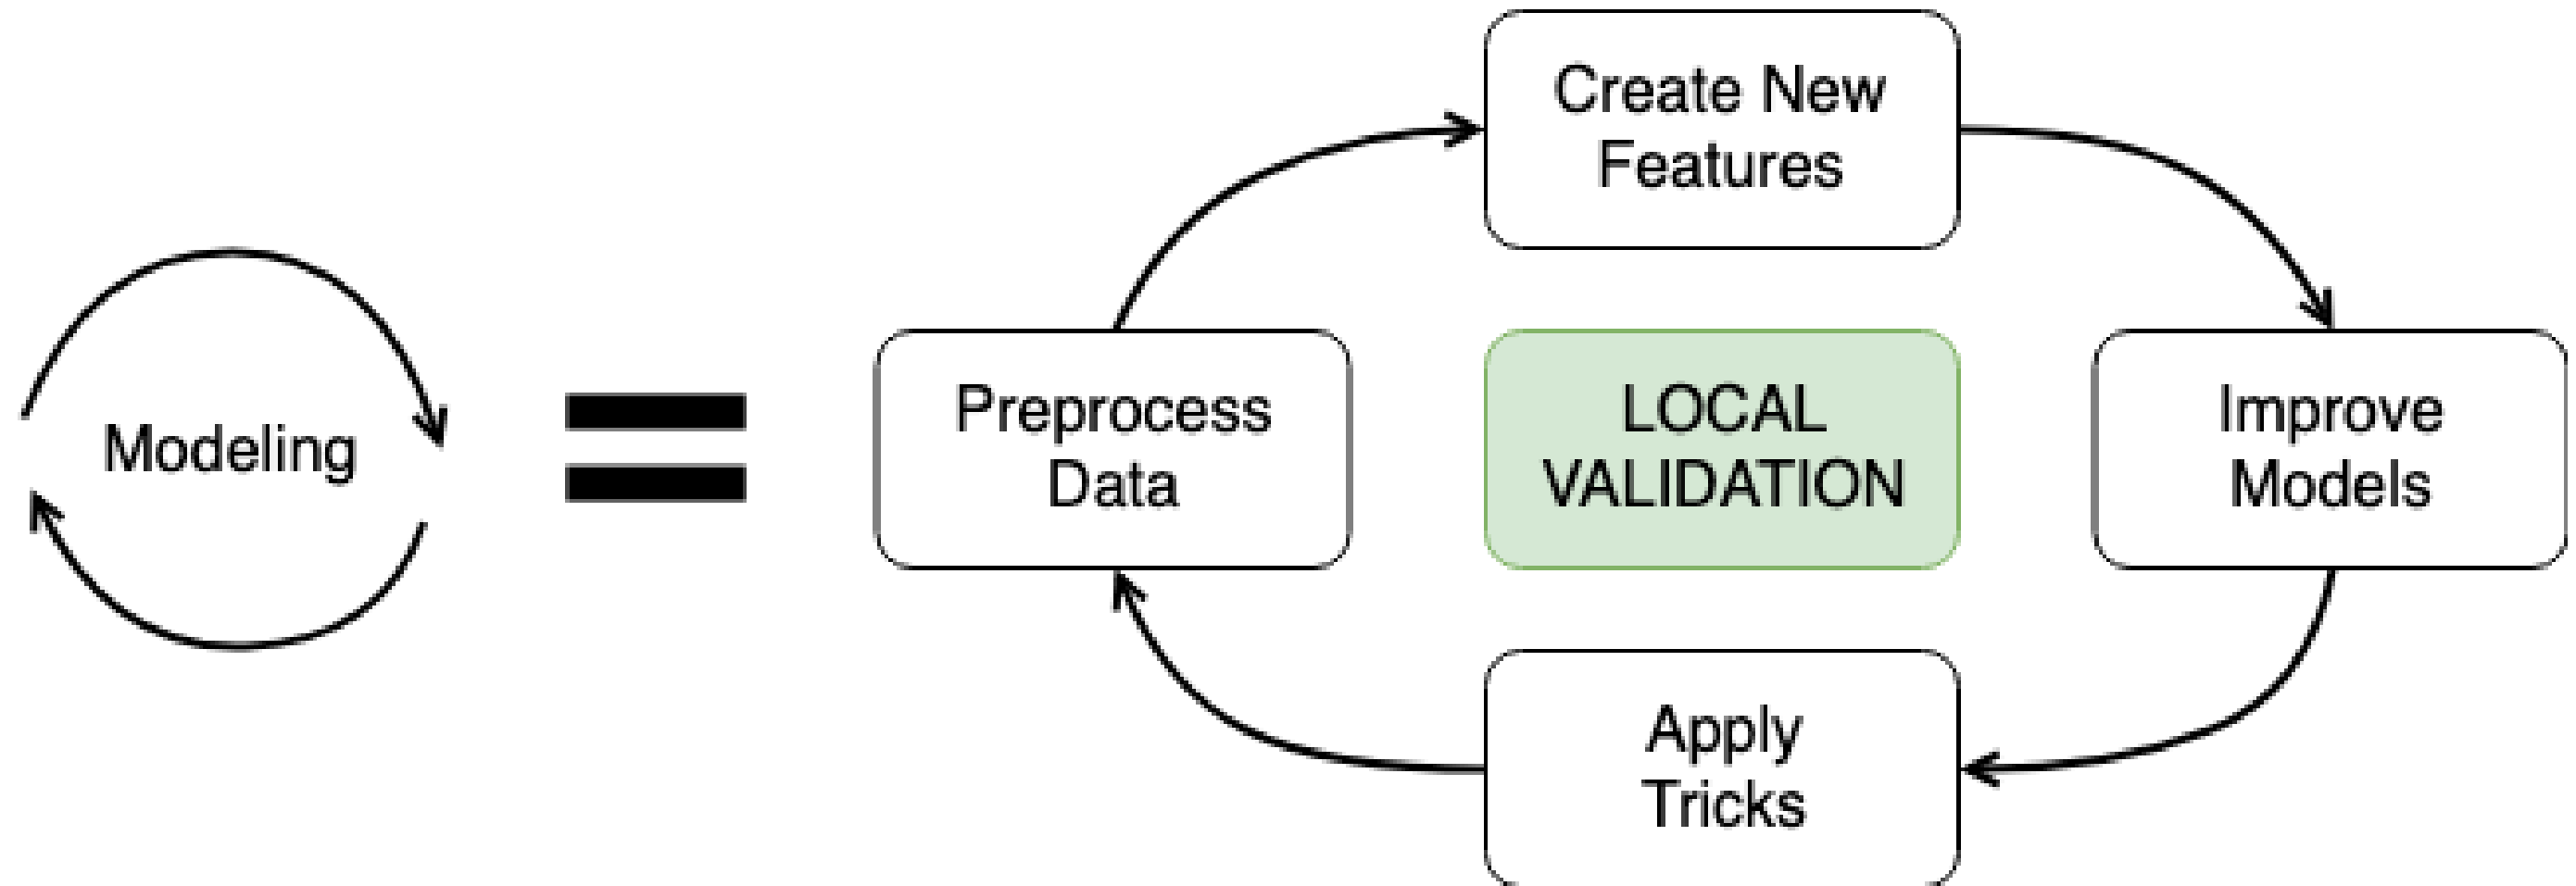 Modeling
Preprocess
Data
Create New
Features
LOCAL
VALIDATION
Improve
Models
Apply
Tricks